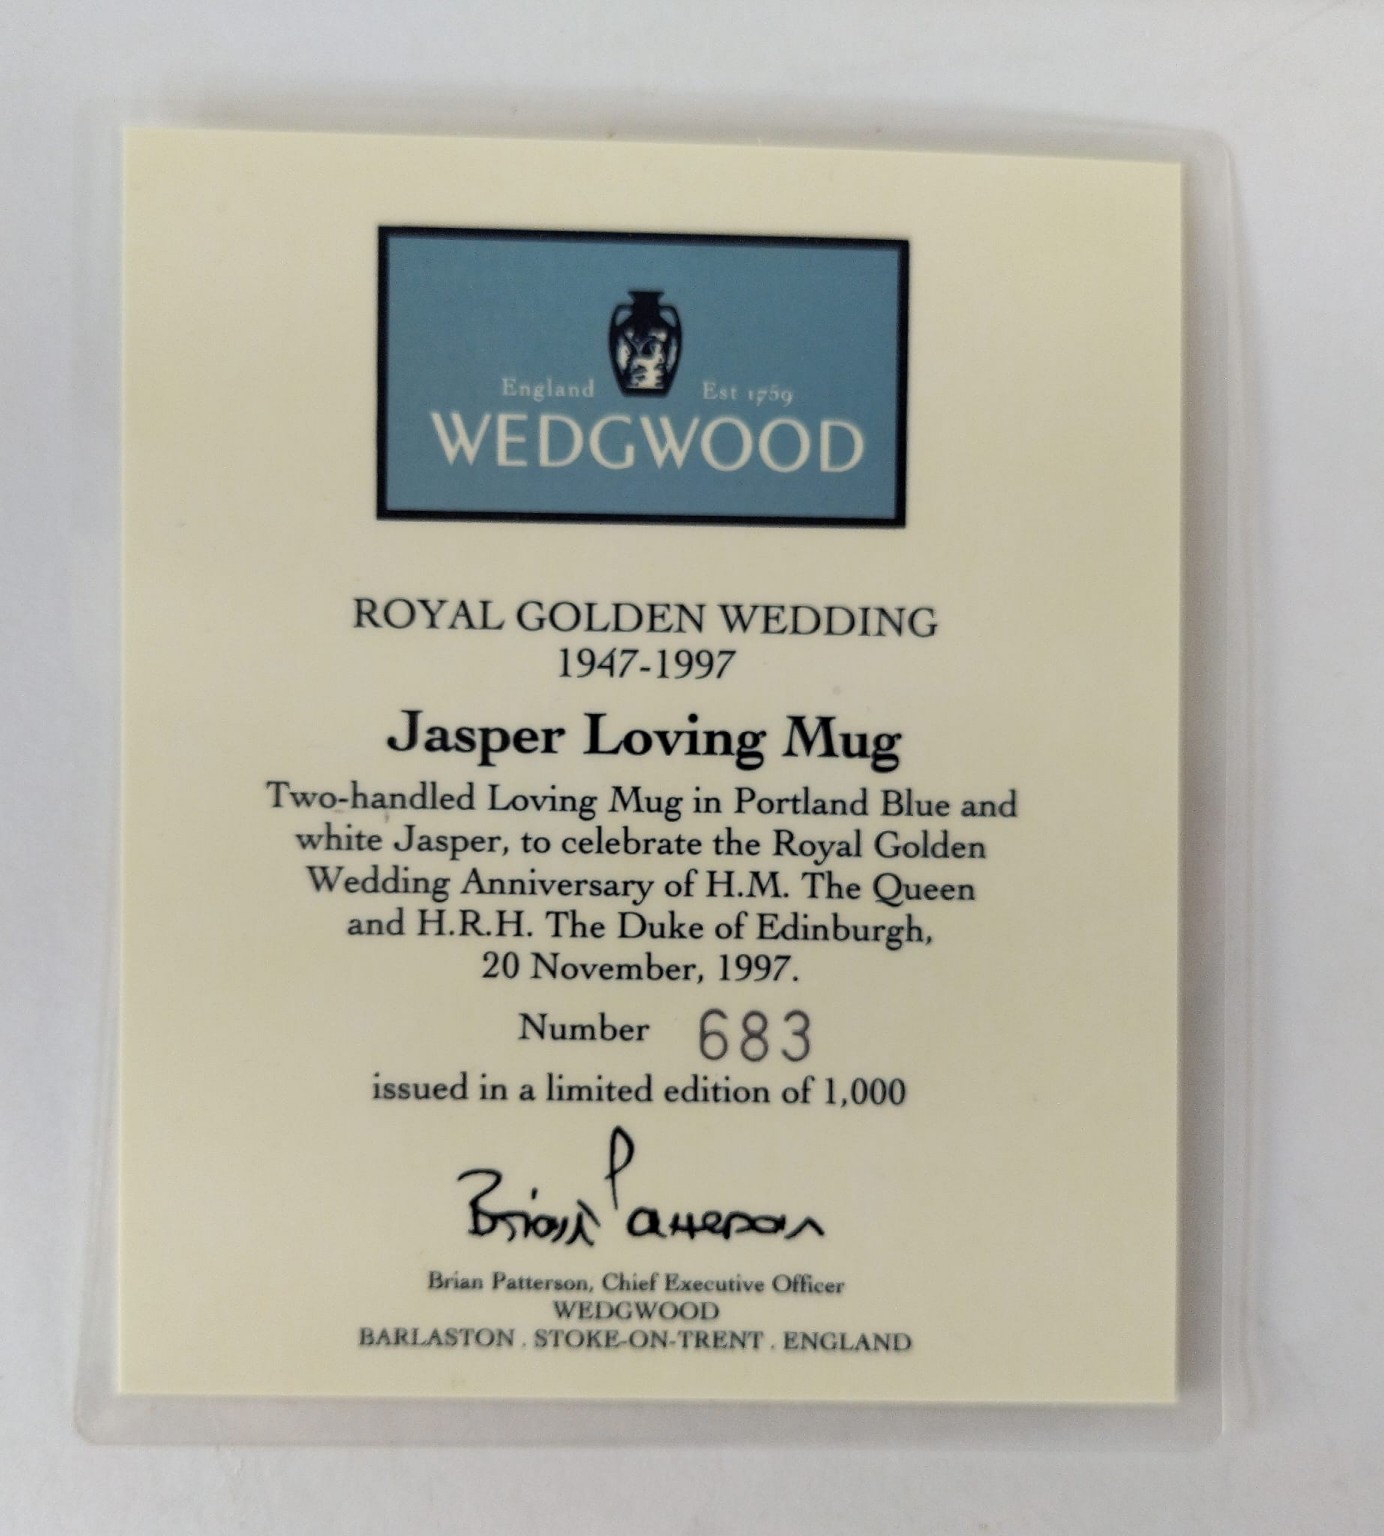 England Est 1759
WEDGWOOD
ROYAL GOLDEN WEDDING
1947-1997
Jasper Loving Mug
Two-handled Loving Mug in Portland Blue and
white Jasper, to celebrate the Royal Golden
Wedding Anniversary of H.M. The Queen
and H.R.H. The Duke of Edinburgh,
20 November, 1997.
Number 683
issued in a limited edition of 1,000
Brian Patterson
Brian Patterson, Chief Executive Officer
WEDGWOOD
BARLASTON . STOKE-ON-TRENT . ENGLAND